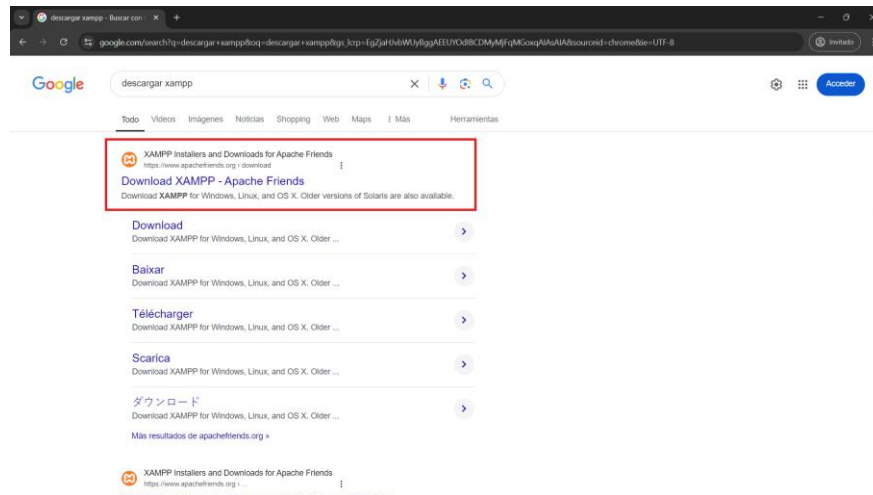 descargar xampp - Buscar con
google.com/search?q=descargar+xampp&oq=descargar+xampp&gs_lcrp=EgZjaHJvbWUyBggAEEUYOdIBCDMyMjFqMGoxqAIAsAIA&sourceid=chrome&ie=UTF-8
Invitado
Google
descargar xampp
Acceder
Todo Videos Imágenes Noticias Shopping Web Maps Más Herramientas
XAMPP Installers and Downloads for Apache Friends
https://www.apachefriends.org › download
Download XAMPP - Apache Friends
Download XAMPP for Windows, Linux, and OS X. Older versions of Solaris are also available.
Download
Download XAMPP for Windows, Linux, and OS X. Older ...
Baixar
Download XAMPP for Windows, Linux, and OS X. Older ...
Télécharger
Download XAMPP for Windows, Linux, and OS X. Older ...
Scarica
Download XAMPP for Windows, Linux, and OS X. Older ...
ダウンロード
Download XAMPP for Windows, Linux, and OS X. Older ...
Más resultados de apachefriends.org »
XAMPP Installers and Downloads for Apache Friends
https://www.apachefriends.org › ...